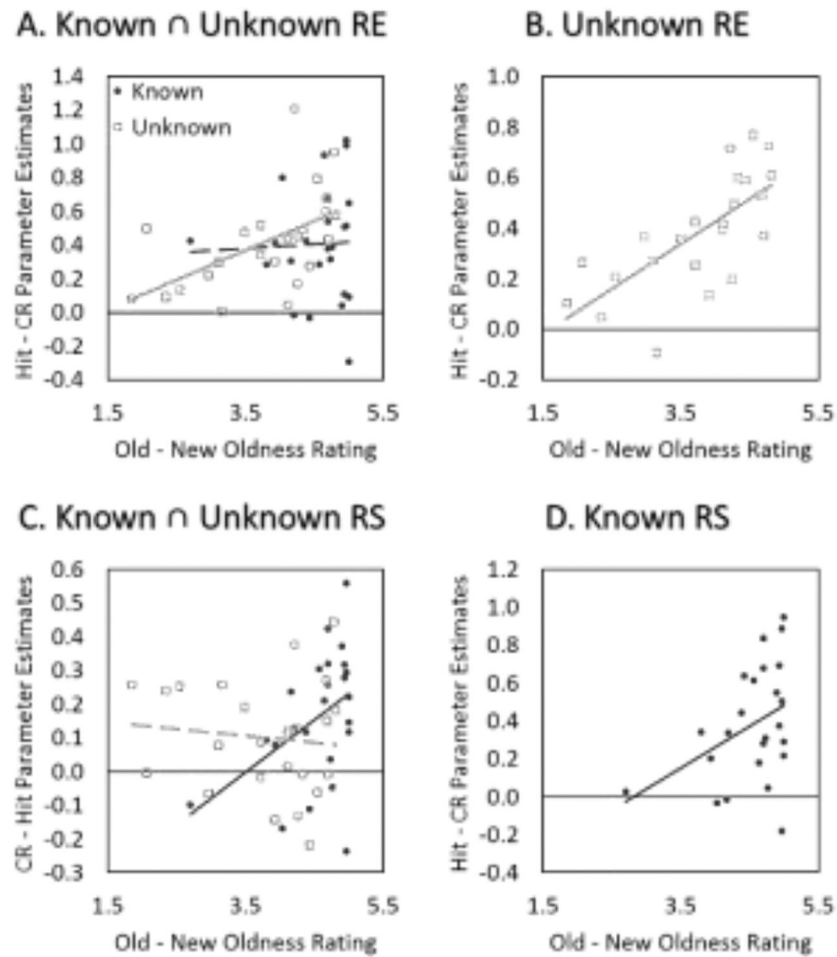 A. Known ∩ Unknown RE
Hit - CR Parameter Estimates
1.4
1.2
1.0
0.8
0.6
0.4
0.2
0.0
-0.2
-0.4
Known
Unknown
1.5 3.5 5.5
Old - New Oldness Rating
B. Unknown RE
Hit - CR Parameter Estimates
1.0
0.8
0.6
0.4
0.2
0.0
-0.2
1.5 3.5 5.5
Old - New Oldness Rating
C. Known ∩ Unknown RS
CR - Hit Parameter Estimates
0.6
0.5
0.4
0.3
0.2
0.1
0.0
-0.1
-0.2
-0.3
1.5 3.5 5.5
Old - New Oldness Rating
D. Known RS
Hit - CR Parameter Estimates
1.2
1.0
0.8
0.6
0.4
0.2
0.0
-0.2
-0.4
1.5 3.5 5.5
Old - New Oldness Rating